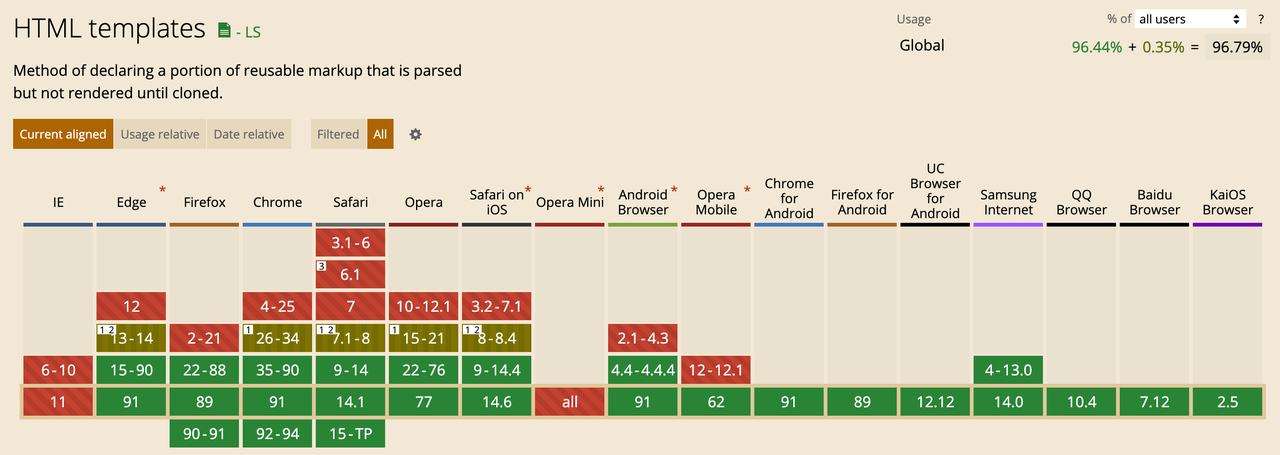 HTML templates - LS
Usage % of all users ?
Global 96.44% + 0.35% = 96.79%
Method of declaring a portion of reusable markup that is parsed
but not rendered until cloned.
Current aligned Usage relative Date relative Filtered All
IE Edge * Firefox Chrome Safari Opera Safari on iOS * Opera Mini * Android Browser * Opera Mobile * Chrome for Android Firefox for Android UC Browser for Android Samsung Internet QQ Browser Baidu Browser KaiOS Browser
3.1-6
3 6.1
12 4-25 7 10-12.1 3.2-7.1
1 2 13-14 2-21 1 26-34 1 2 7.1-8 1 15-21 1 2 8-8.4 2.1-4.3
6-10 15-90 22-88 35-90 9-14 22-76 9-14.4 4.4-4.4.4 12-12.1 4-13.0
11 91 89 91 14.1 77 14.6 all 91 62 91 89 12.12 14.0 10.4 7.12 2.5
90-91 92-94 15-TP